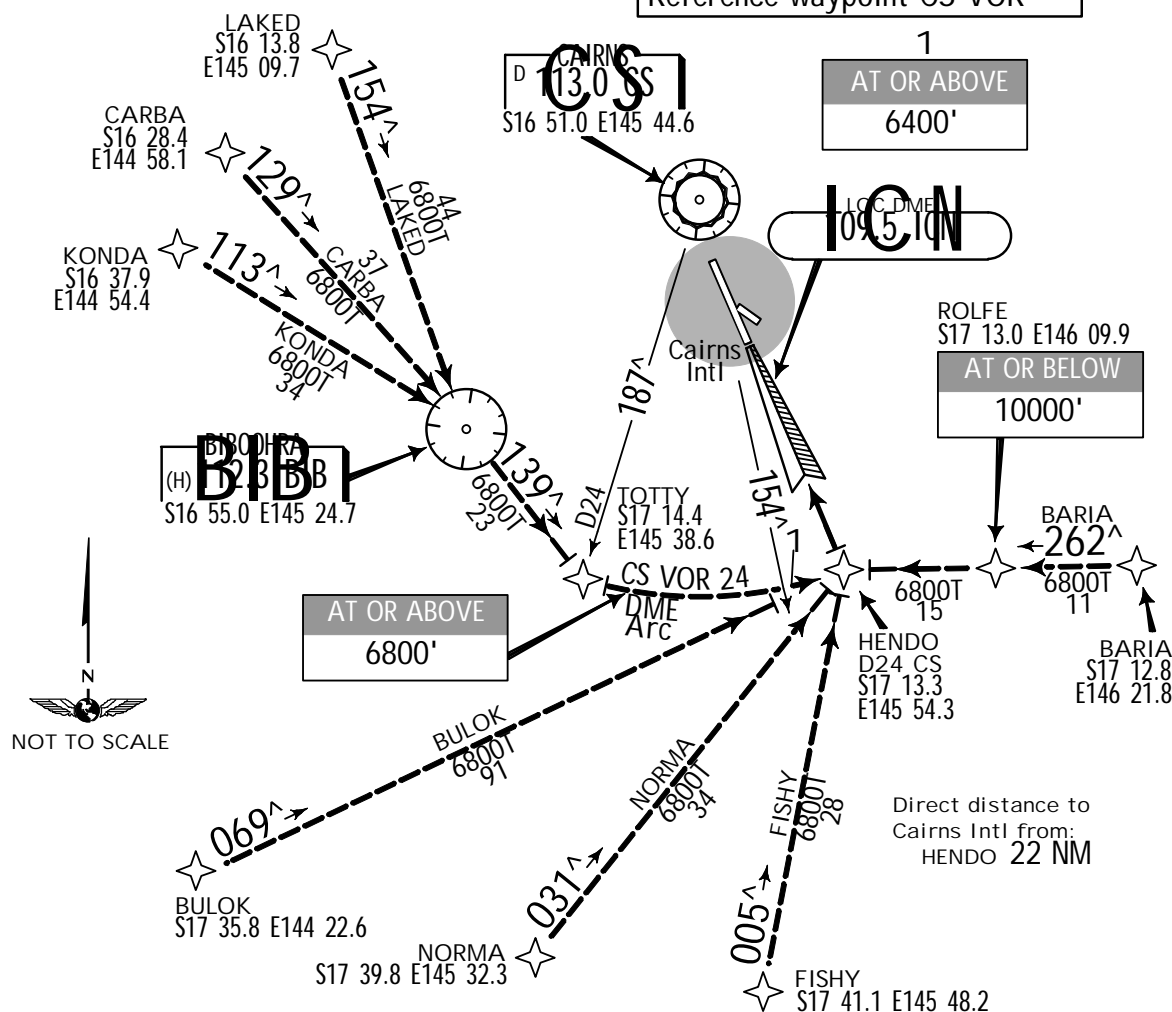 Reference waypoint CS VOR
1
AT OR ABOVE
6400'
LAKED
S16 13.8
E145 09.7
CAIRNS
D 113.0 CS
S16 51.0 E145 44.6
CARBA
S16 28.4
E144 58.1
154^
44
6800T
LAKED
129^
37
CARBA
6800T
LOC DME
109.5 ICN
ICN
KONDA
S16 37.9
E144 54.4
113^
KONDA
6800T
34
Cairns
Intl
ROLFE
S17 13.0 E146 09.9
AT OR BELOW
10000'
187^
D24
BIBOOHRA
(H) 112.3 BIB
S16 55.0 E145 24.7
139^
6800T
23
TOTTY
S17 14.4
E145 38.6
154^
1
BARIA
262^
6800T
11
6800T
15
CS VOR 24
DME
Arc
AT OR ABOVE
6800'
HENDO
D24 CS
S17 13.3
E145 54.3
BARIA
S17 12.8
E146 21.8
N
NOT TO SCALE
BULOK
6800T
91
069^
BULOK
S17 35.8 E144 22.6
NORMA
6800T
34
031^
NORMA
S17 39.8 E145 32.3
FISHY
6800T
28
005^
FISHY
S17 41.1 E145 48.2
Direct distance to
Cairns Intl from:
HENDO 22 NM